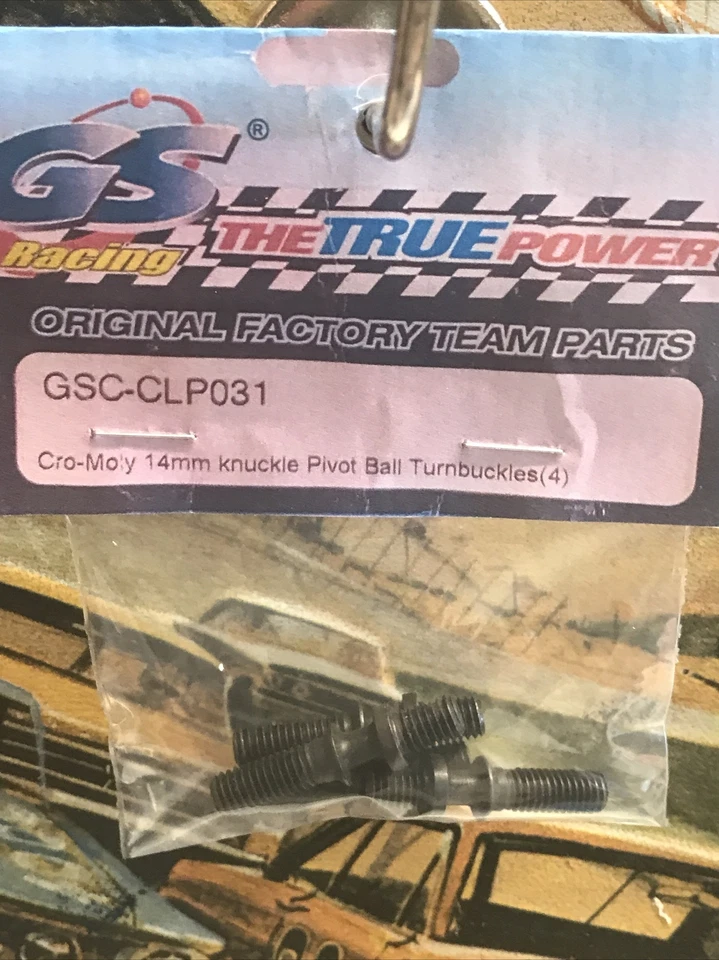 GS®
Racing
THE TRUE POWER
ORIGINAL FACTORY TEAM PARTS
GSC-CLP031
Cro-Moly 14mm knuckle Pivot Ball Turnbuckles(4)